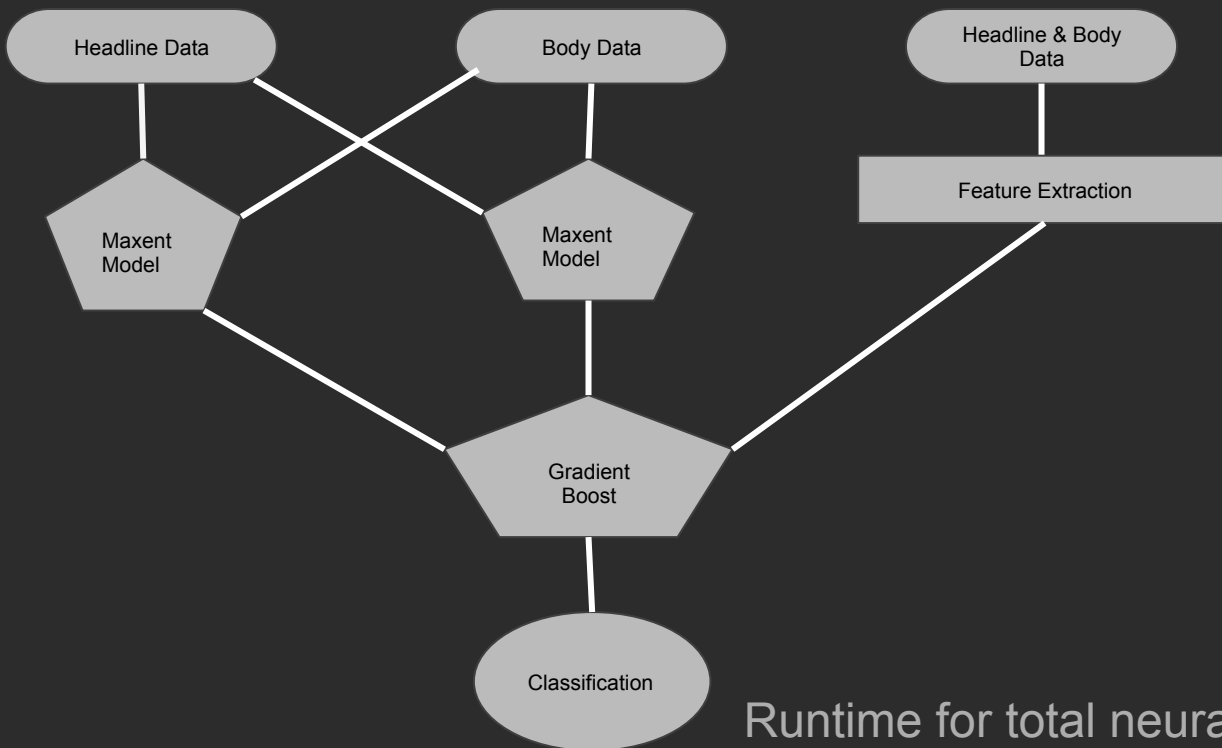 Headline Data
Body Data
Headline & Body
Data
Feature Extraction
Maxent
Model
Maxent
Model
Gradient
Boost
Classification
Runtime for total neura